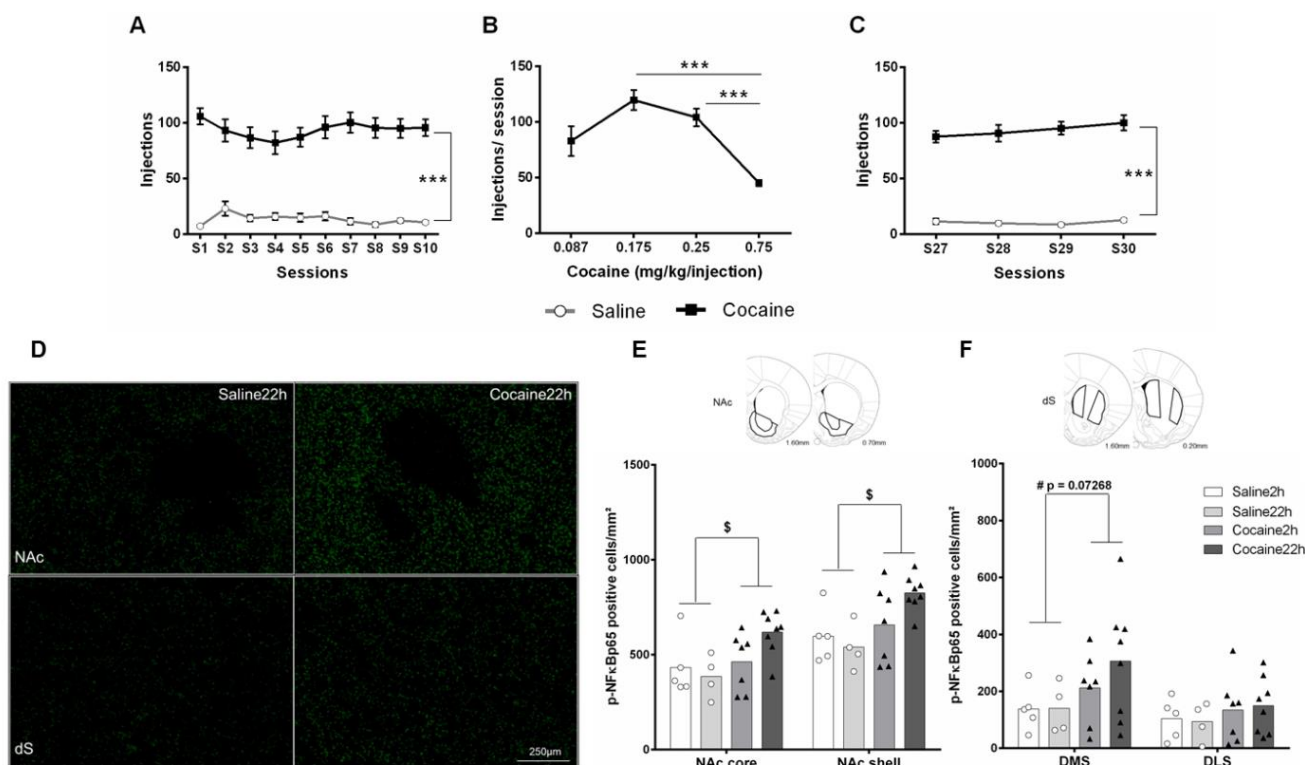 A
B
C
150
100
50
0
Injections
***
S1 S2 S3 S4 S5 S6 S7 S8 S9 S10
Sessions
150
100
50
0
Injections/ session
***
***
0.087 0.175 0.25 0.75
Cocaine (mg/kg/injection)
150
100
50
0
Injections
***
S27 S28 S29 S30
Sessions
Saline Cocaine
D
Saline22h
Cocaine22h
NAc
dS
250µm
E
NAc
1.60mm
0.70mm
1500
1000
500
0
p-NFκBp65 positive cells/mm²
$
$
NAc core NAc shell
F
dS
1.60mm
0.20mm
1000
800
600
400
200
0
p-NFκBp65 positive cells/mm²
# p = 0.07268
Saline2h
Saline22h
Cocaine2h
Cocaine22h
DMS DLS